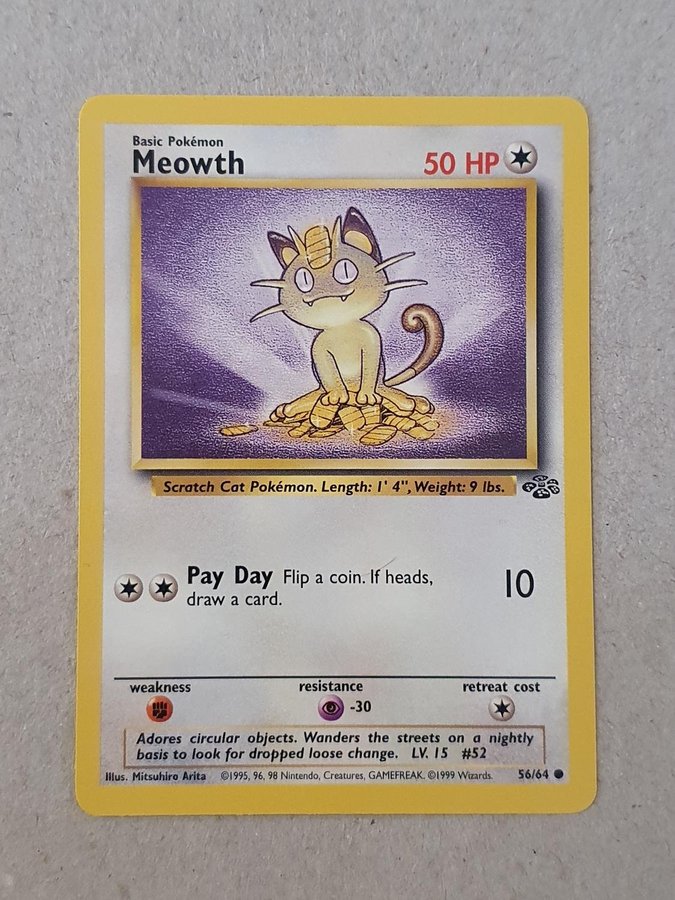 Basic Pokémon
Meowth
50 HP
Scratch Cat Pokémon. Length: 1' 4", Weight: 9 lbs.
Pay Day Flip a coin. If heads,
draw a card.
10
weakness
resistance
retreat cost
-30
Adores circular objects. Wanders the streets on a nightly
basis to look for dropped loose change. LV. 15 #52
Illus. Mitsuhiro Arita ©1995, 96, 98 Nintendo, Creatures, GAMEFREAK. ©1999 Wizards. 56/64